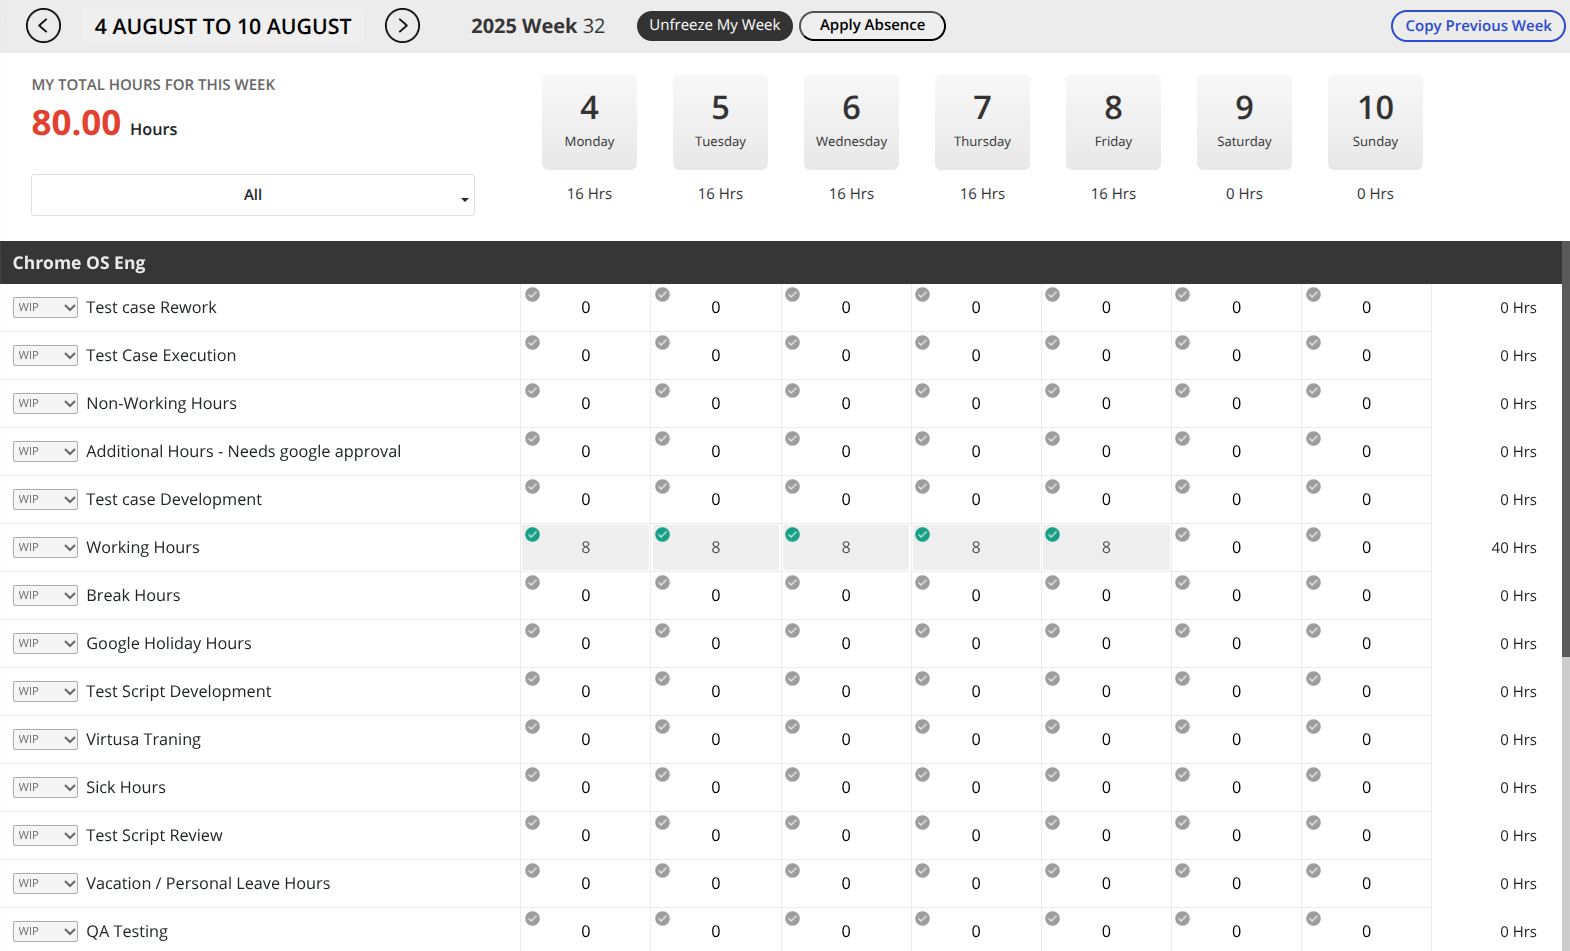 4 AUGUST TO 10 AUGUST 2025 Week 32 Unfreeze My Week Apply Absence Copy Previous Week
MY TOTAL HOURS FOR THIS WEEK
80.00 Hours
All
4 5 6 7 8 9 10
Monday Tuesday Wednesday Thursday Friday Saturday Sunday
16 Hrs 16 Hrs 16 Hrs 16 Hrs 16 Hrs 0 Hrs 0 Hrs
Chrome OS Eng
WIP Test case Rework 0 0 0 0 0 0 0 0 Hrs
WIP Test Case Execution 0 0 0 0 0 0 0 0 Hrs
WIP Non-Working Hours 0 0 0 0 0 0 0 0 Hrs
WIP Additional Hours - Needs google approval 0 0 0 0 0 0 0 0 Hrs
WIP Test case Development 0 0 0 0 0 0 0 0 Hrs
WIP Working Hours 8 8 8 8 8 0 0 40 Hrs
WIP Break Hours 0 0 0 0 0 0 0 0 Hrs
WIP Google Holiday Hours 0 0 0 0 0 0 0 0 Hrs
WIP Test Script Development 0 0 0 0 0 0 0 0 Hrs
WIP Virtusa Traning 0 0 0 0 0 0 0 0 Hrs
WIP Sick Hours 0 0 0 0 0 0 0 0 Hrs
WIP Test Script Review 0 0 0 0 0 0 0 0 Hrs
WIP Vacation / Personal Leave Hours 0 0 0 0 0 0 0 0 Hrs
WIP QA Testing 0 0 0 0 0 0 0 0 Hrs